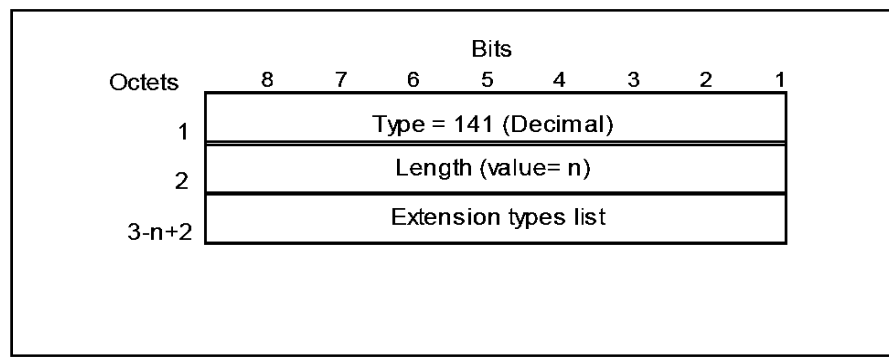 Bits
Octets 8 7 6 5 4 3 2 1
1 Type = 141 (Decimal)
2 Length (value= n)
3-n+2 Extension types list